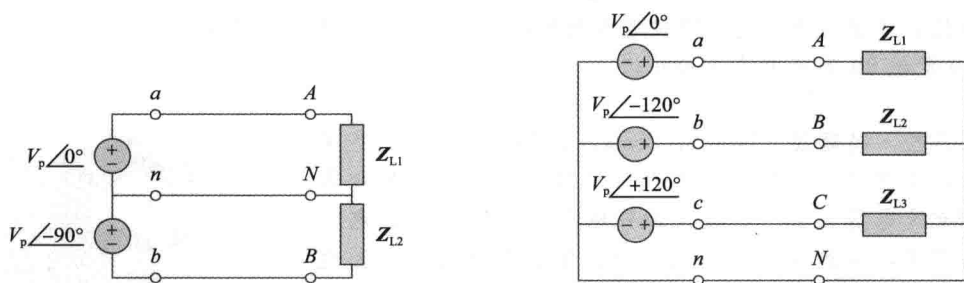 a A
V_p∠0° + −
Z_L1
n N
V_p∠−90° + −
Z_L2
b B
V_p∠0°
− + a A Z_L1
V_p∠−120°
− + b B Z_L2
V_p∠+120°
− + c C Z_L3
n N